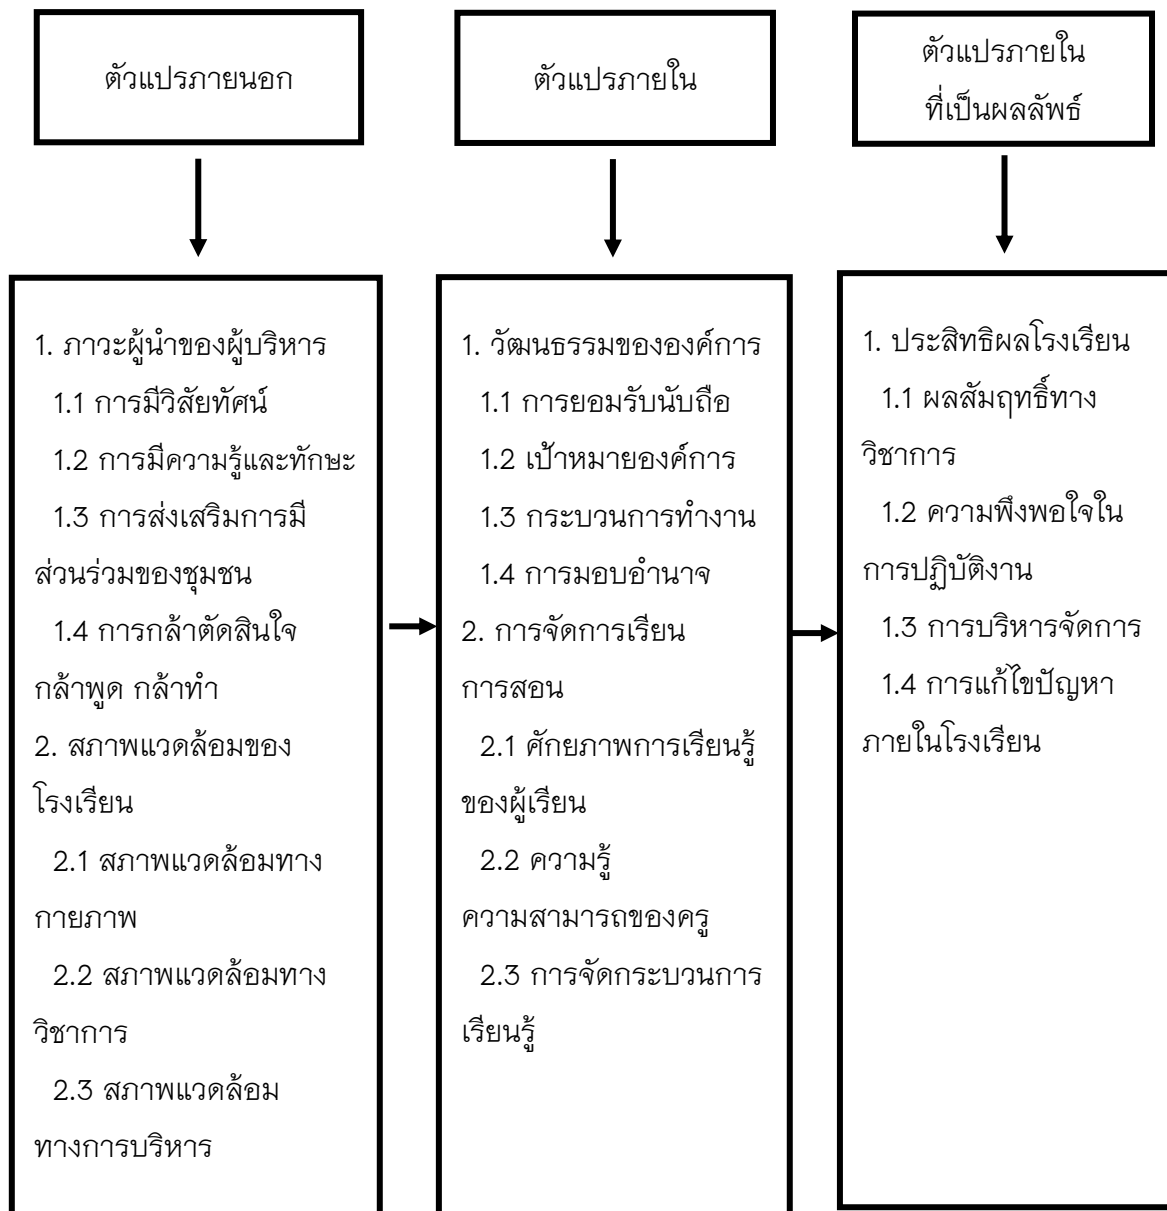 ตัวแปรภายนอก
ตัวแปรภายใน
ตัวแปรภายใน
ที่เป็นผลลัพธ์
1. ภาวะผู้นำของผู้บริหาร
1.1 การมีวิสัยทัศน์
1.2 การมีความรู้และทักษะ
1.3 การส่งเสริมการมี
ส่วนร่วมของชุมชน
1.4 การกล้าตัดสินใจ
กล้าพูด กล้าทำ
2. สภาพแวดล้อมของ
โรงเรียน
2.1 สภาพแวดล้อมทาง
กายภาพ
2.2 สภาพแวดล้อมทาง
วิชาการ
2.3 สภาพแวดล้อม
ทางการบริหาร
1. วัฒนธรรมขององค์การ
1.1 การยอมรับนับถือ
1.2 เป้าหมายองค์การ
1.3 กระบวนการทำงาน
1.4 การมอบอำนาจ
2. การจัดการเรียน
การสอน
2.1 ศักยภาพการเรียนรู้
ของผู้เรียน
2.2 ความรู้
ความสามารถของครู
2.3 การจัดกระบวนการ
เรียนรู้
1. ประสิทธิผลโรงเรียน
1.1 ผลสัมฤทธิ์ทาง
วิชาการ
1.2 ความพึงพอใจใน
การปฏิบัติงาน
1.3 การบริหารจัดการ
1.4 การแก้ไขปัญหา
ภายในโรงเรียน